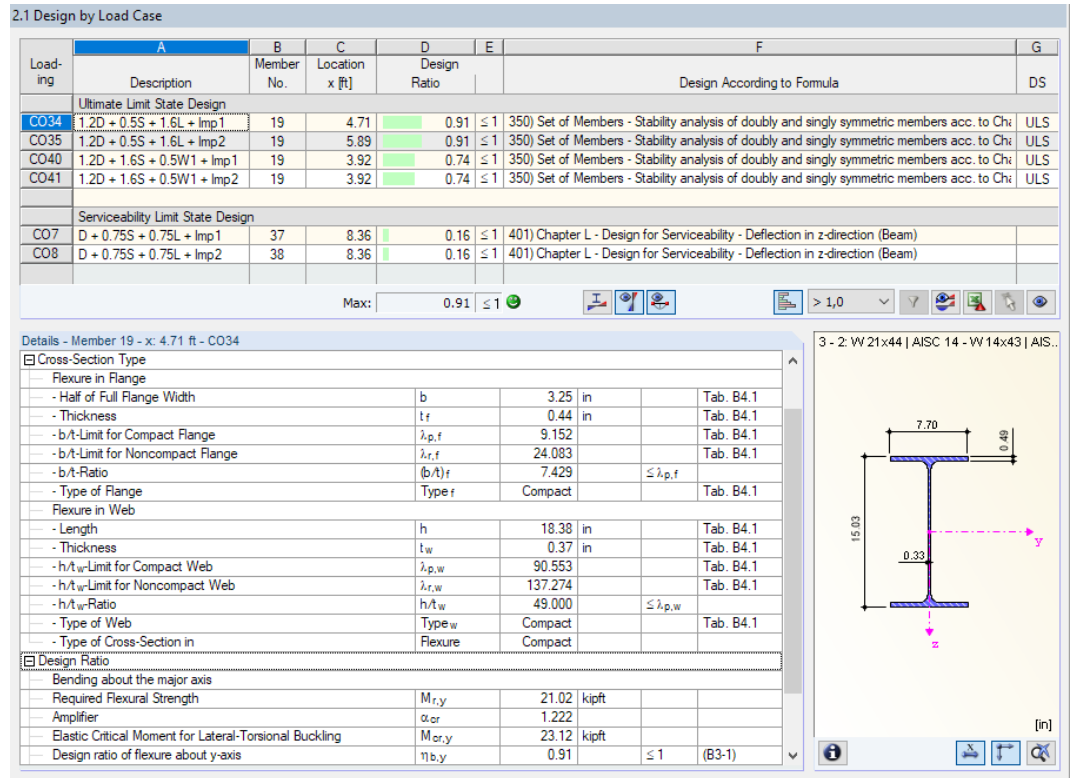 2.1 Design by Load Case
A B C D E F G
Load- Member Location Design
ing Description No. x [ft] Ratio Design According to Formula DS
Ultimate Limit State Design
CO34 1.2D + 0.5S + 1.6L + Imp1 19 4.71 0.91 ≤ 1 350) Set of Members - Stability analysis of doubly and singly symmetric members acc. to Cha ULS
CO35 1.2D + 0.5S + 1.6L + Imp2 19 5.89 0.91 ≤ 1 350) Set of Members - Stability analysis of doubly and singly symmetric members acc. to Cha ULS
CO40 1.2D + 1.6S + 0.5W1 + Imp1 19 3.92 0.74 ≤ 1 350) Set of Members - Stability analysis of doubly and singly symmetric members acc. to Cha ULS
CO41 1.2D + 1.6S + 0.5W1 + Imp2 19 3.92 0.74 ≤ 1 350) Set of Members - Stability analysis of doubly and singly symmetric members acc. to Cha ULS
Serviceability Limit State Design
CO7 D + 0.75S + 0.75L + Imp1 37 8.36 0.16 ≤ 1 401) Chapter L - Design for Serviceability - Deflection in z-direction (Beam)
CO8 D + 0.75S + 0.75L + Imp2 38 8.36 0.16 ≤ 1 401) Chapter L - Design for Serviceability - Deflection in z-direction (Beam)
Max: 0.91 ≤ 1 > 1,0
Details - Member 19 - x: 4.71 ft - CO34
Cross-Section Type
Flexure in Flange
- Half of Full Flange Width b 3.25 in Tab. B4.1
- Thickness tf 0.44 in Tab. B4.1
- b/t-Limit for Compact Flange λp,f 9.152 Tab. B4.1
- b/t-Limit for Noncompact Flange λr,f 24.083 Tab. B4.1
- b/t-Ratio (b/t)f 7.429 ≤ λp,f
- Type of Flange Type f Compact Tab. B4.1
Flexure in Web
- Length h 18.38 in Tab. B4.1
- Thickness tw 0.37 in Tab. B4.1
- h/tw-Limit for Compact Web λp,w 90.553 Tab. B4.1
- h/tw-Limit for Noncompact Web λr,w 137.274 Tab. B4.1
- h/tw-Ratio h/tw 49.000 ≤ λp,w
- Type of Web Type w Compact Tab. B4.1
- Type of Cross-Section in Flexure Compact
Design Ratio
Bending about the major axis
Required Flexural Strength Mr,y 21.02 kipft
Amplifier αcr 1.222
Elastic Critical Moment for Lateral-Torsional Buckling Mcr,y 23.12 kipft
Design ratio of flexure about y-axis ηb,y 0.91 ≤ 1 (B3-1)
3 - 2: W 21x44 | AISC 14 - W 14x43 | AIS..
7.70
0.49
15.03
0.33
y
z
[in]